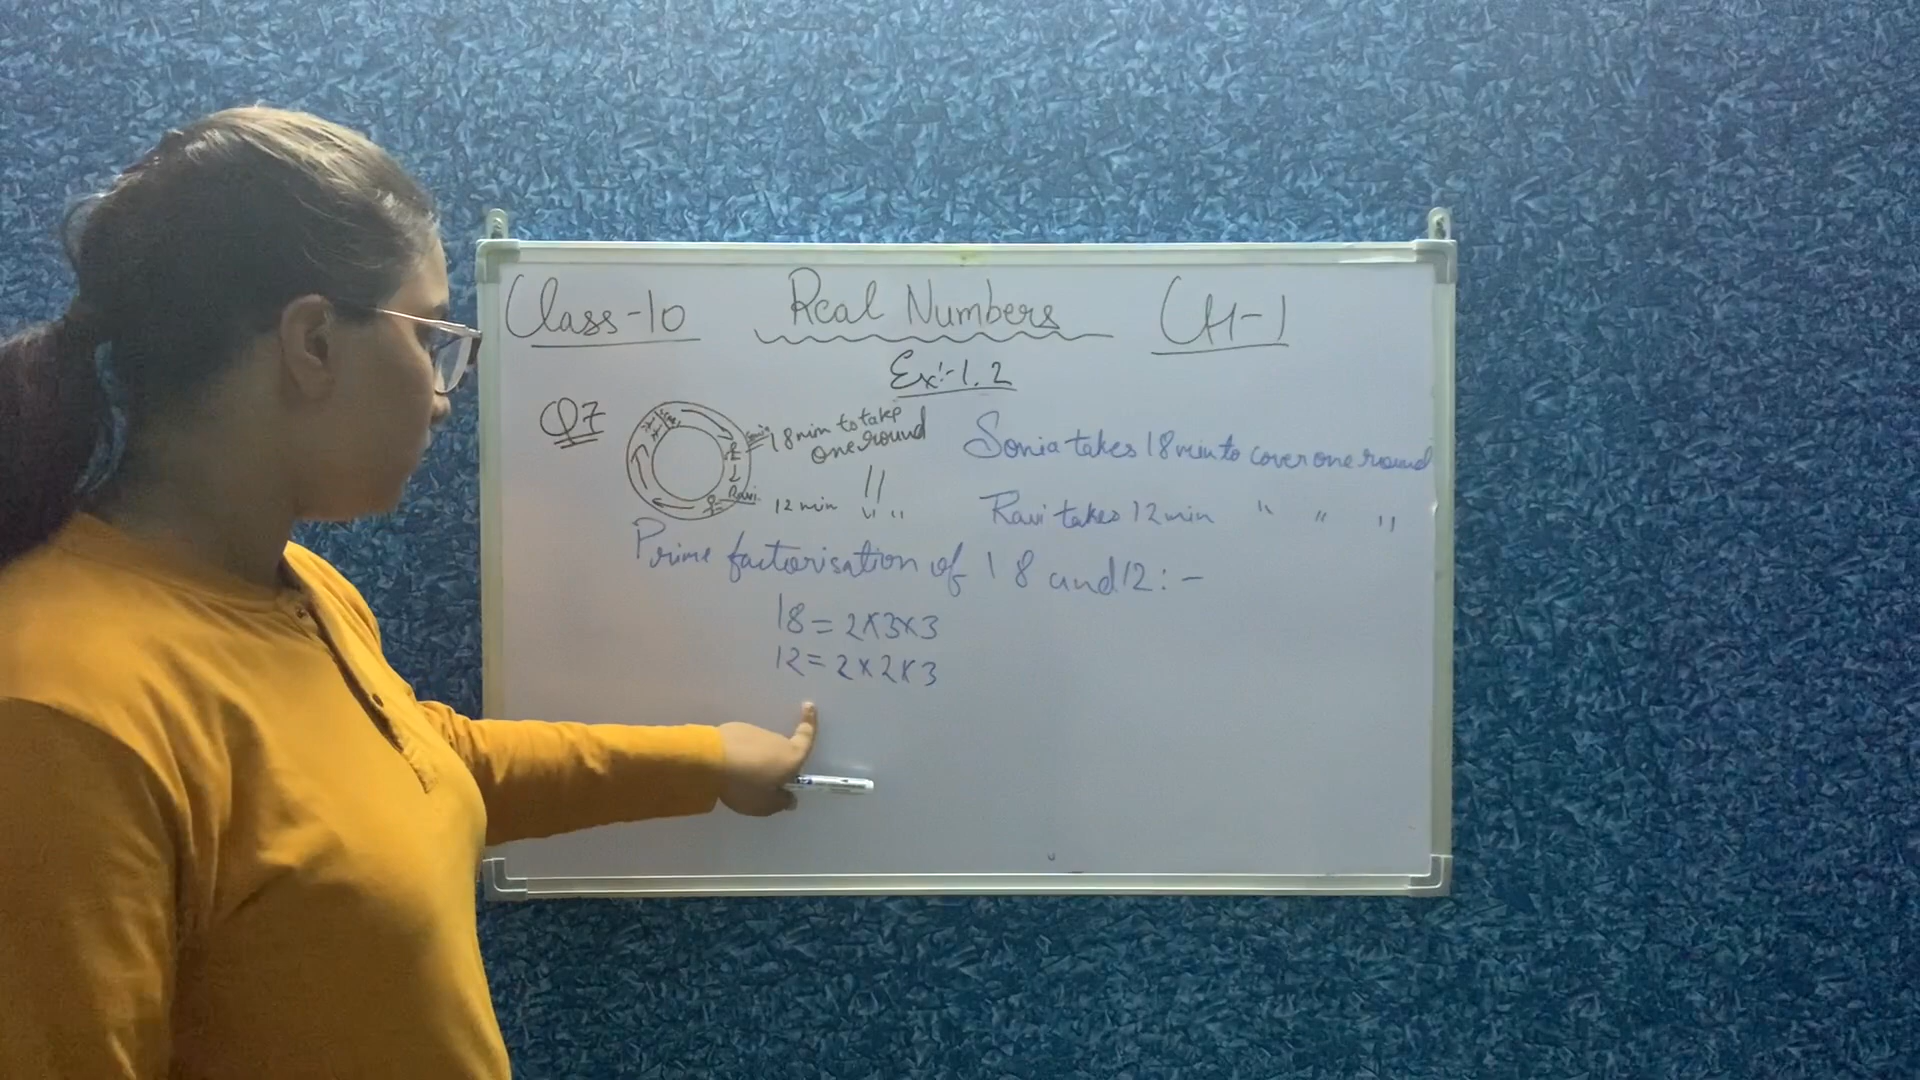 Class-10 Real Numbers CH-1
Ex:-1.2
Q7
18 min to take
one round
Ravi
12 min " "
Sonia takes 18 min to cover one round
Ravi takes 12 min " " "
Prime factorisation of 18 and 12:-
18=2×3×3
12=2×2×3